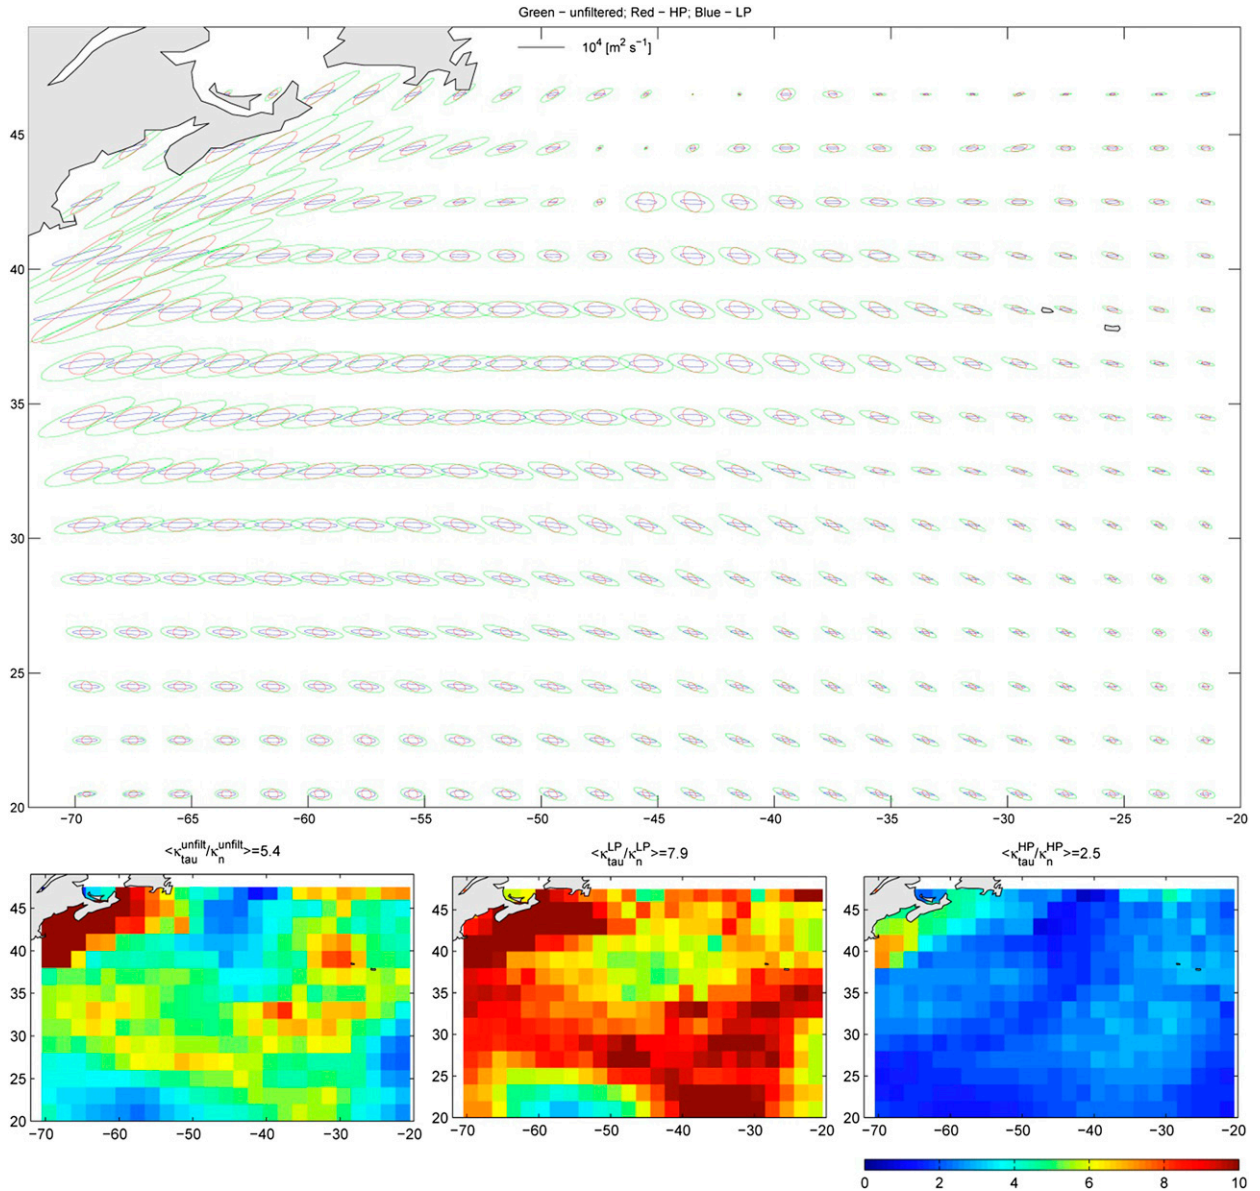 Green − unfiltered; Red − HP; Blue − LP
10⁴ [m² s⁻¹]
45
40
35
30
25
20
−70 −65 −60 −55 −50 −45 −40 −35 −30 −25 −20
<κ_tau^unfilt/κ_n^unfilt>=5.4
<κ_tau^LP/κ_n^LP>=7.9
<κ_tau^HP/κ_n^HP>=2.5
45 45 45
40 40 40
35 35 35
30 30 30
25 25 25
20 20 20
−70 −60 −50 −40 −30 −20
−70 −60 −50 −40 −30 −20
−70 −60 −50 −40 −30 −20
0 2 4 6 8 10